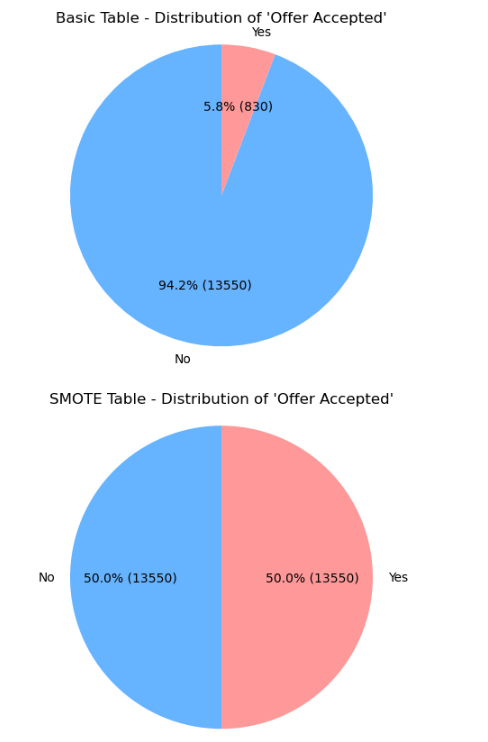 Basic Table - Distribution of 'Offer Accepted'
Yes
5.8% (830)
94.2% (13550)
No
SMOTE Table - Distribution of 'Offer Accepted'
No
50.0% (13550)
50.0% (13550)
Yes